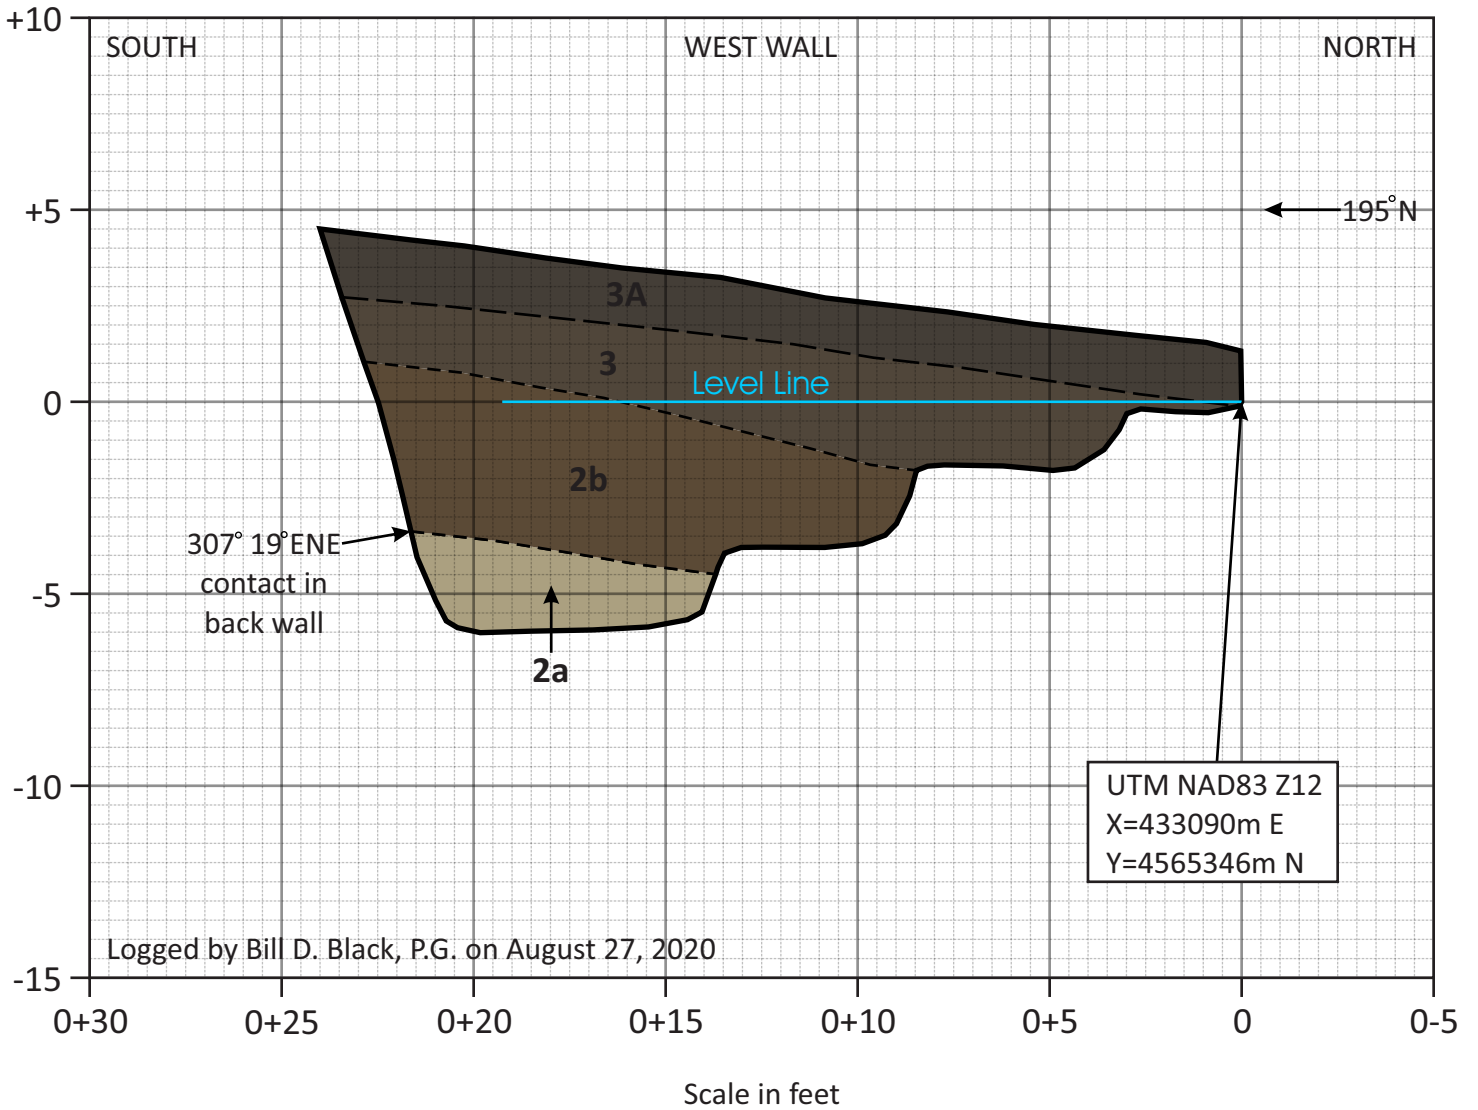 +10
SOUTH
WEST WALL
NORTH
+5
195°N
3A
3
Level Line
0
2b
307° 19°ENE
contact in
back wall
-5
2a
-10
UTM NAD83 Z12
X=433090m E
Y=4565346m N
Logged by Bill D. Black, P.G. on August 27, 2020
-15
0+30
0+25
0+20
0+15
0+10
0+5
0
0-5
Scale in feet